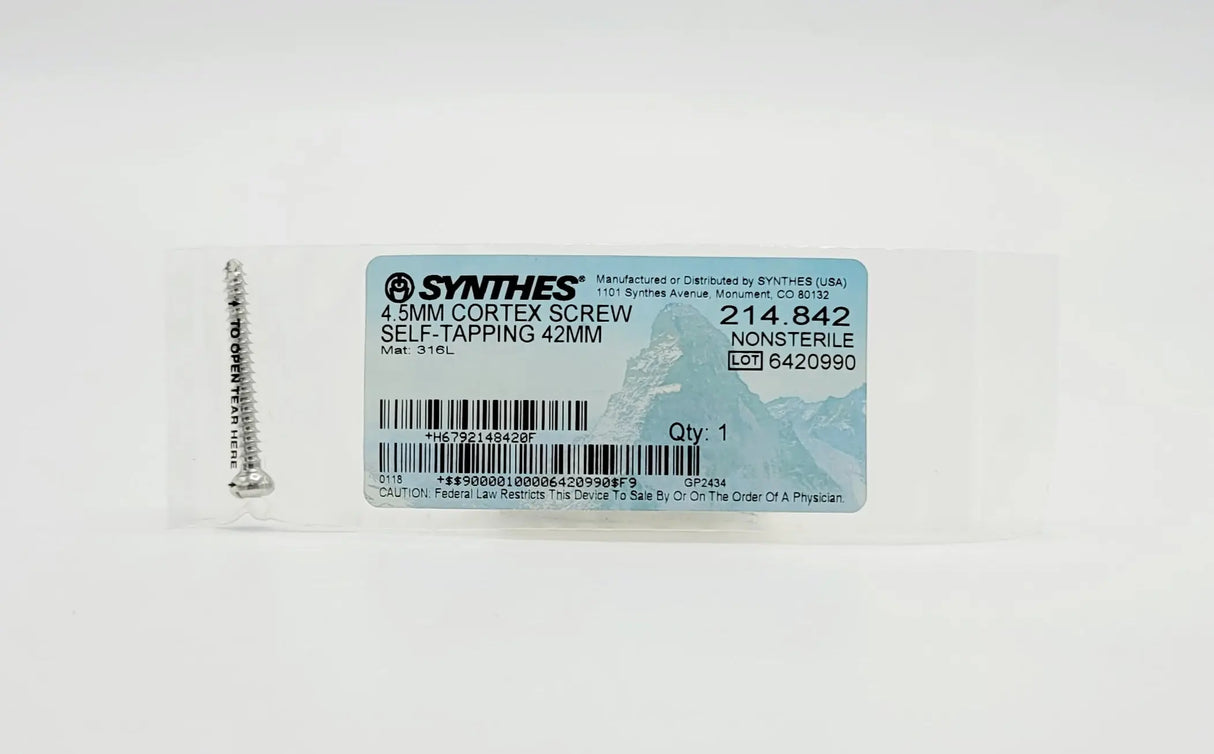 TO OPEN TEAR HERE
SYNTHES®
Manufactured or Distributed by SYNTHES (USA)
1101 Synthes Avenue, Monument, CO 80132
4.5MM CORTEX SCREW
SELF-TAPPING 42MM
Mat: 316L
214.842
NONSTERILE
LOT 6420990
+H6792148420F
Qty: 1
0118 +$$90000100006420990$F9 GP2434
CAUTION: Federal Law Restricts This Device To Sale By Or On The Order Of A Physician.